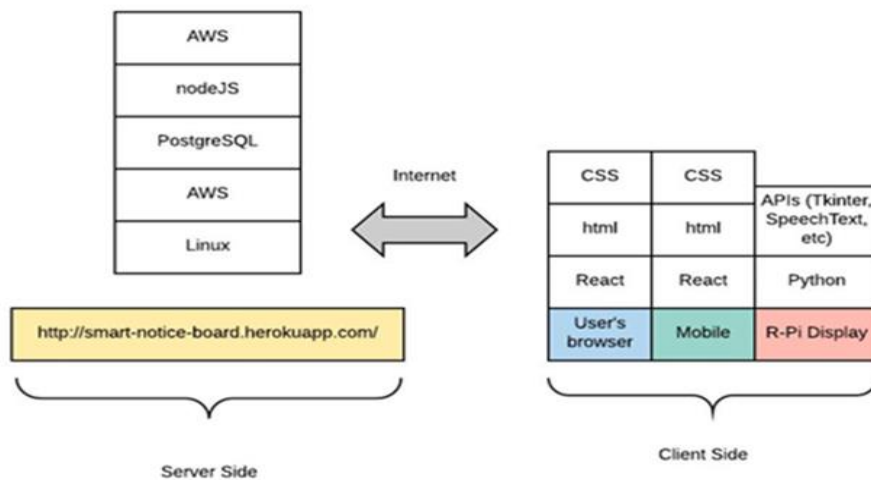 AWS
nodeJS
PostgreSQL
AWS
Linux
http://smart-notice-board.herokuapp.com/
Server Side
Internet
CSS
CSS
APIs (Tkinter,
SpeechText,
etc)
html
html
React
React
Python
User's
browser
Mobile
R-Pi Display
Client Side